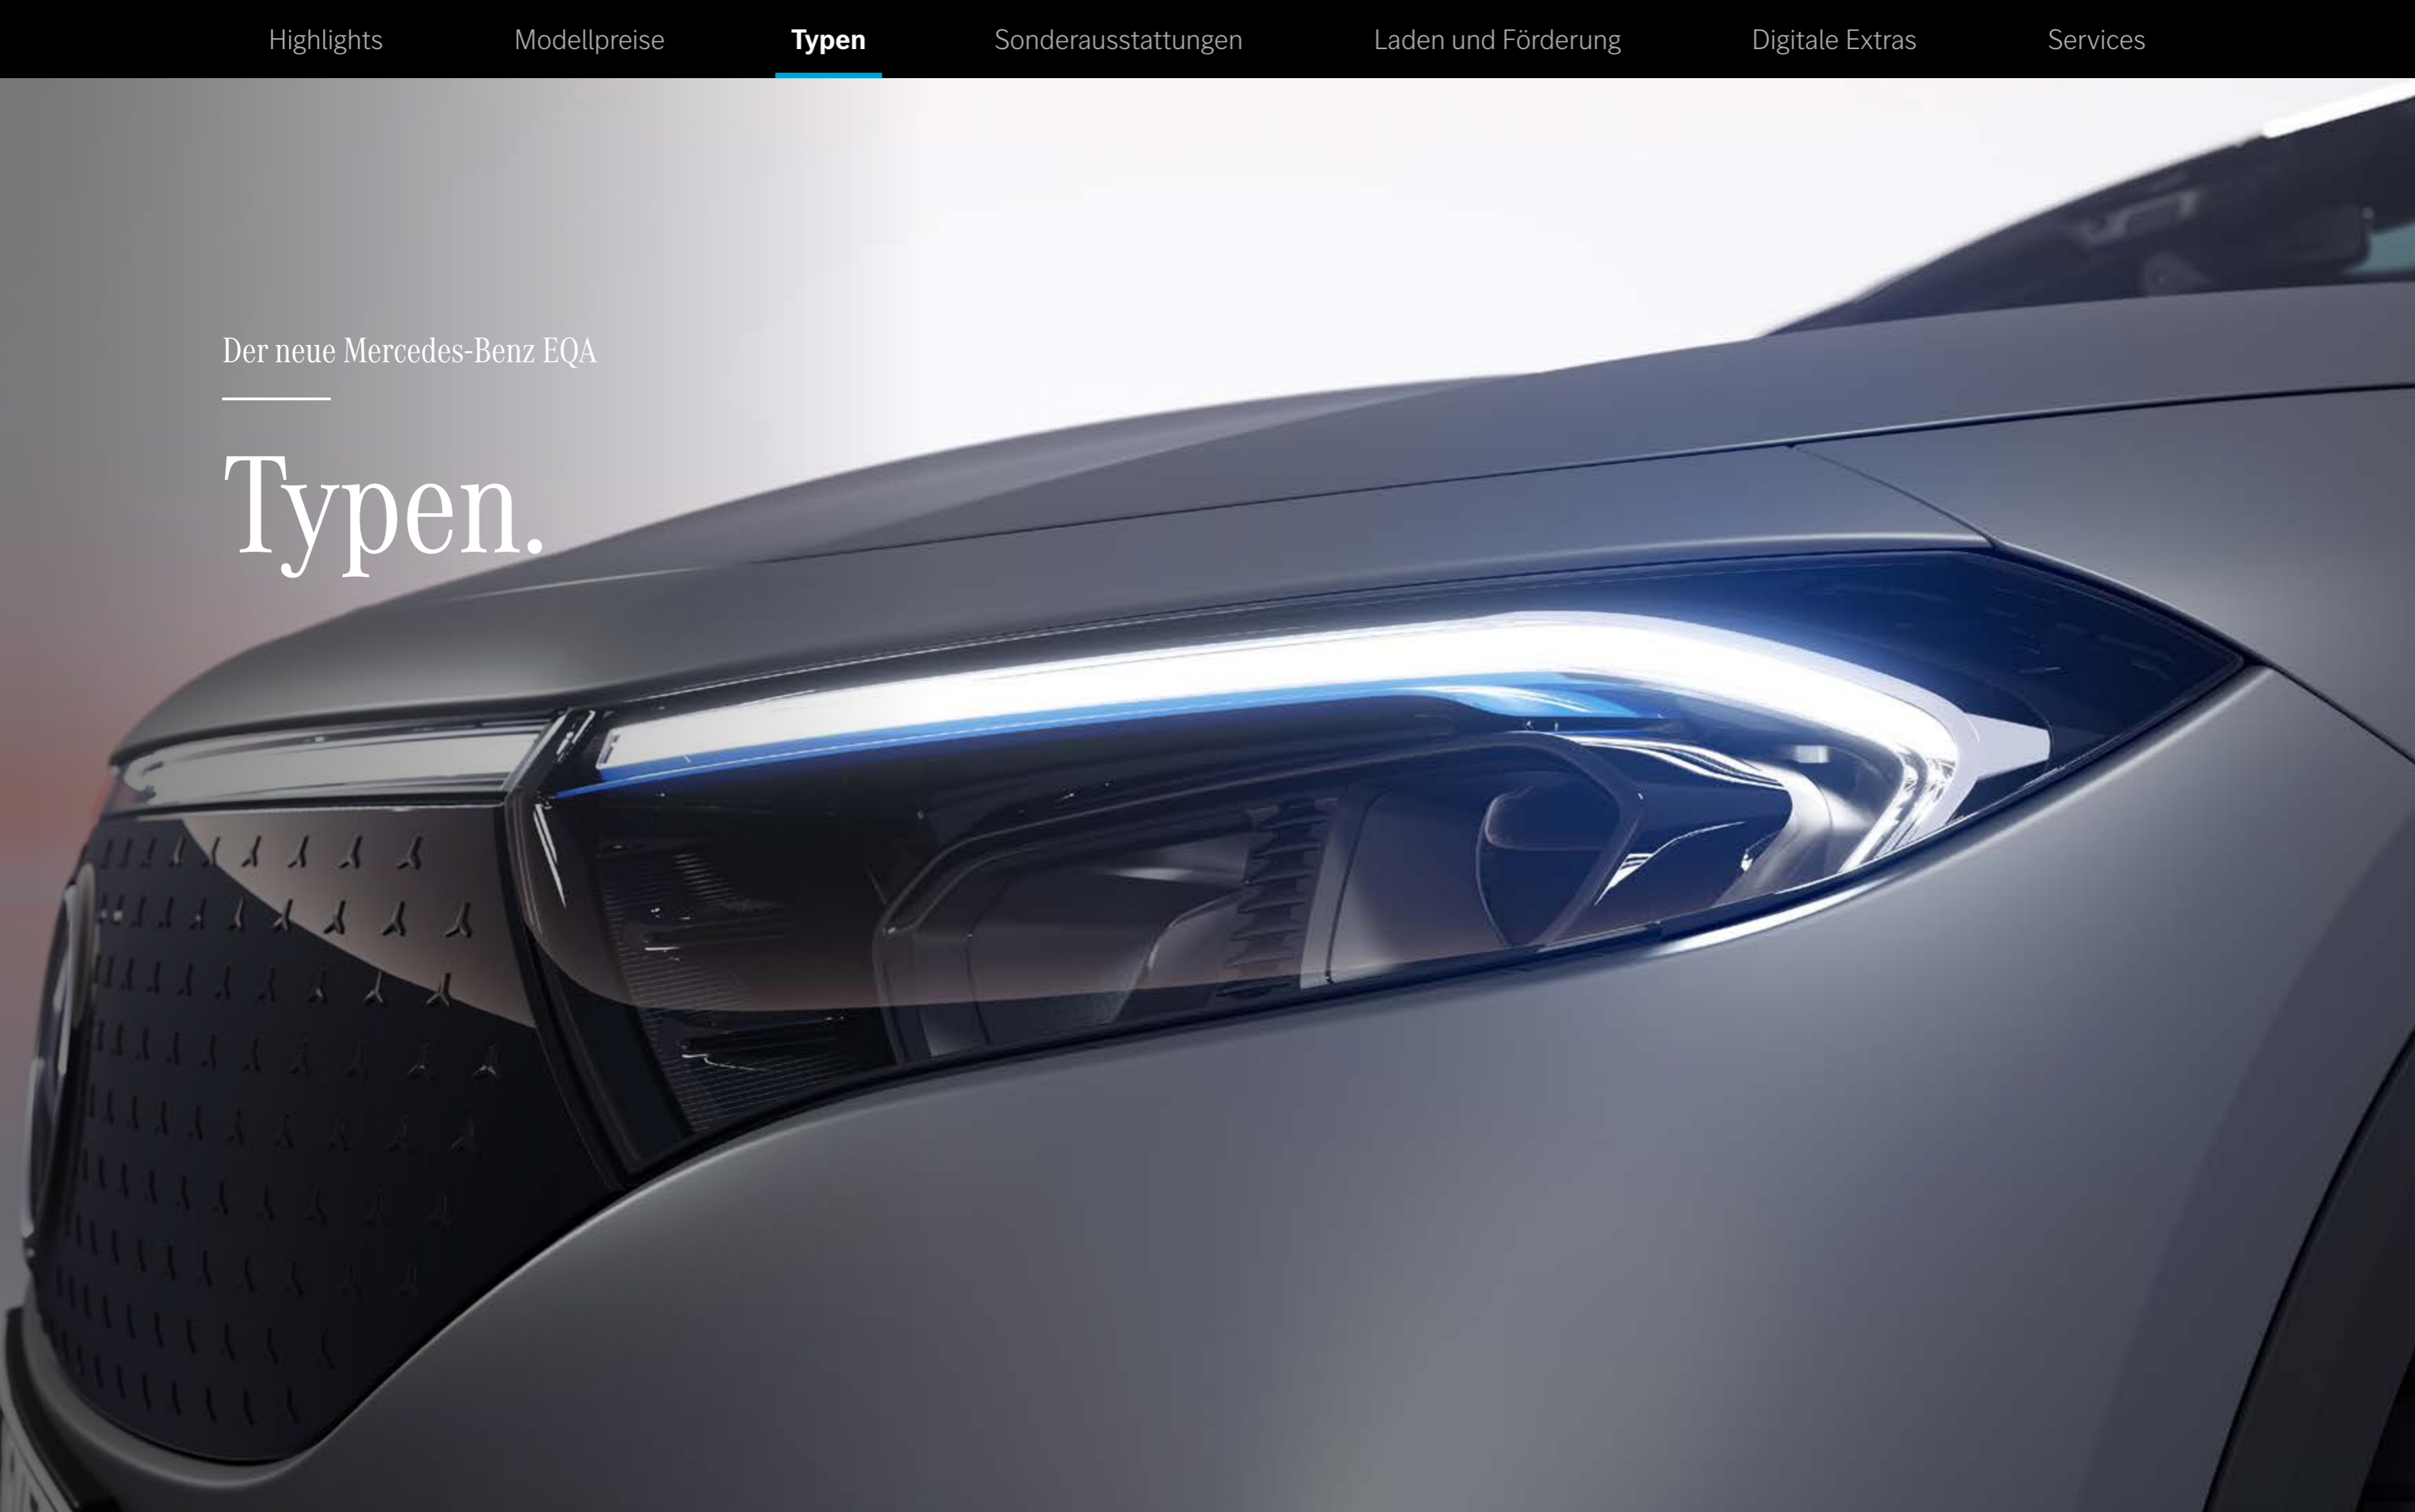 Highlights
Modellpreise
Typen
Sonderausstattungen
Laden und Förderung
Digitale Extras
Services
Der neue Mercedes-Benz EQA
Typen.